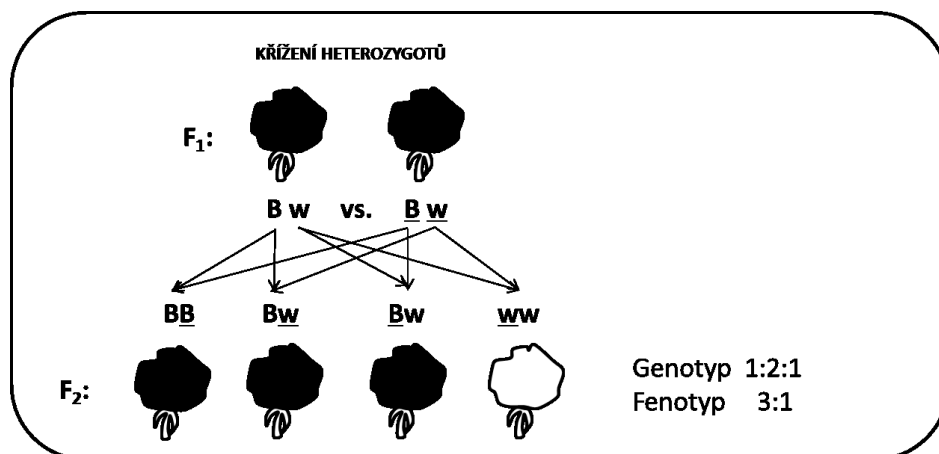 KŘÍŽENÍ HETEROZYGOTŮ
F₁:
B w vs. B w
BB Bw Bw ww
F₂:
Genotyp 1:2:1
Fenotyp 3:1